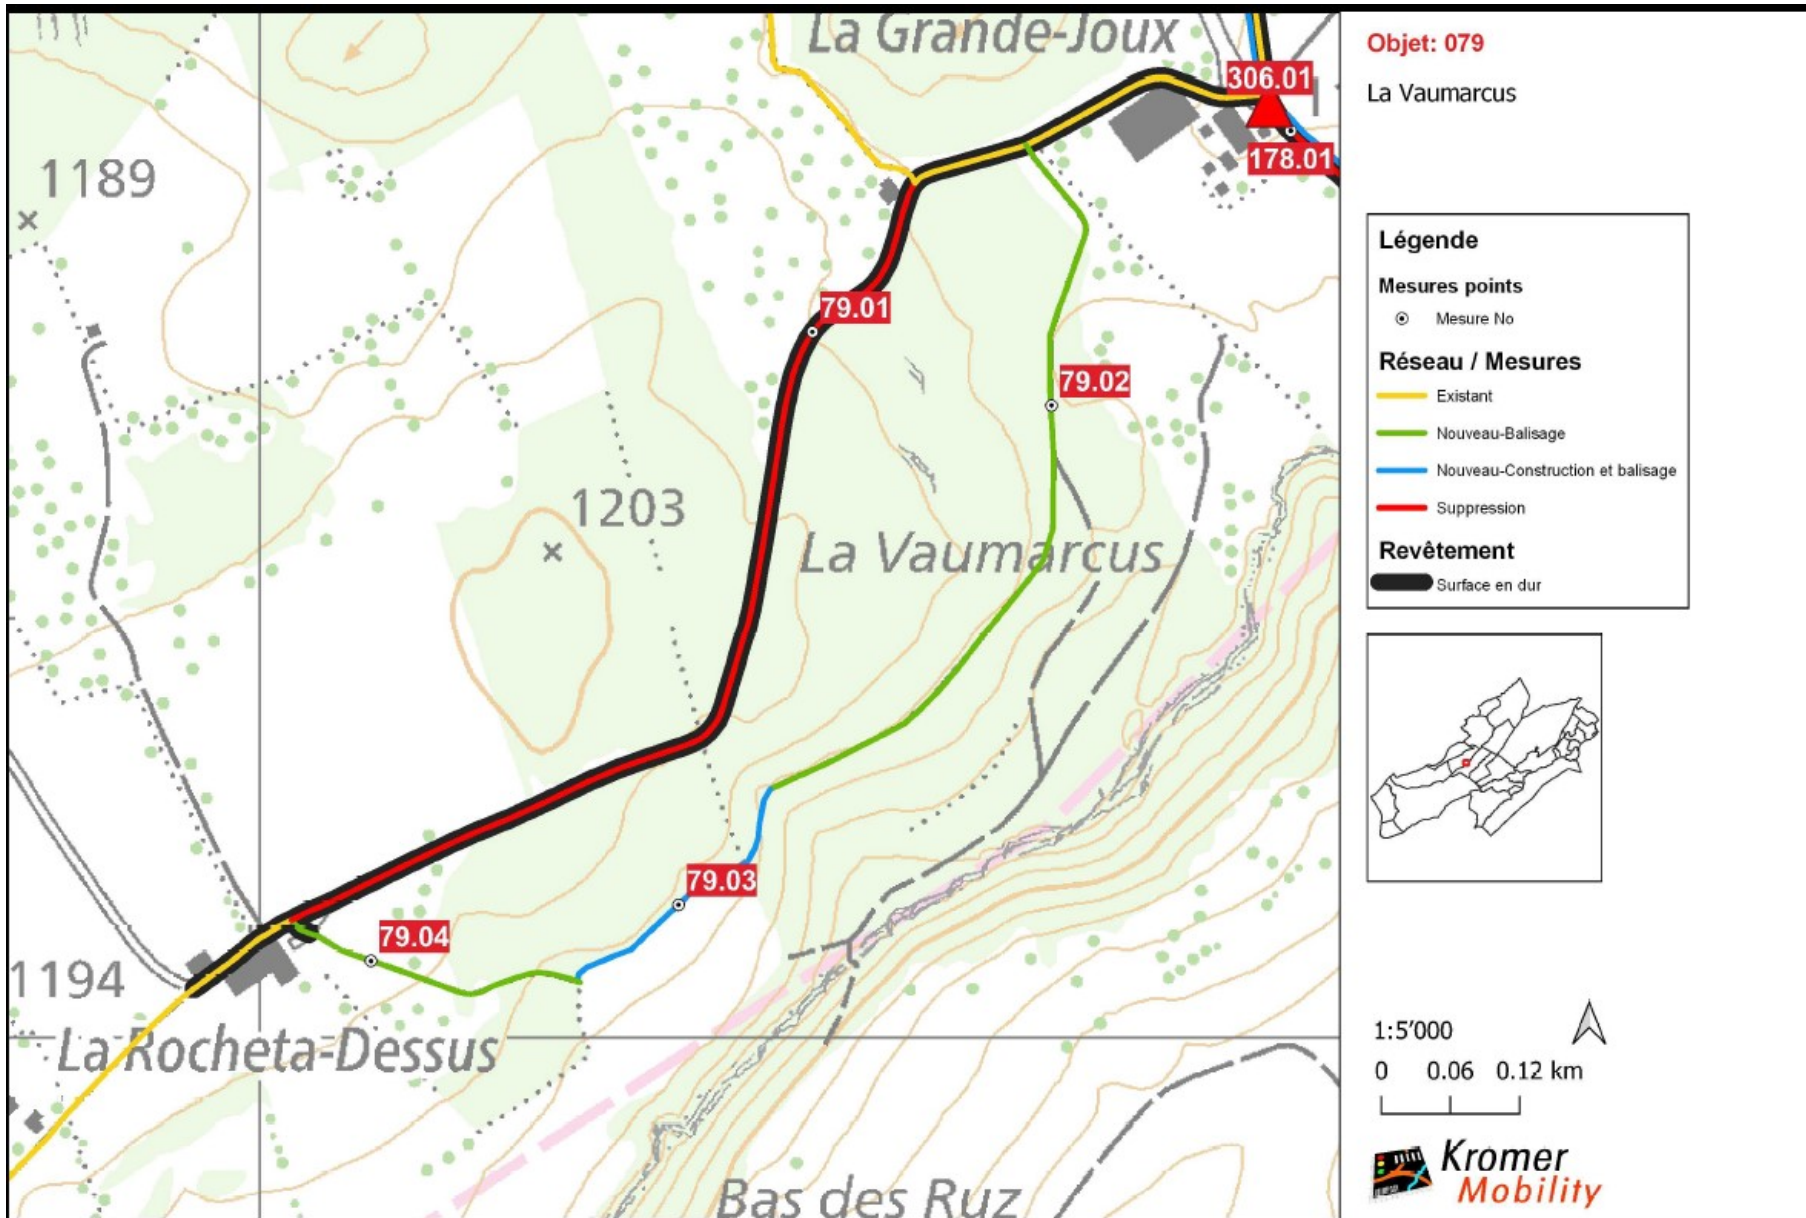 La Grande-Joux
306.01
178.01
1189
79.01
79.02
1203
La Vaumarcus
79.03
79.04
1194
La Rocheta-Dessus
Bas des Ruz
Objet: 079
La Vaumarcus
Légende
Mesures points
Mesure No
Réseau / Mesures
Existant
Nouveau-Balisage
Nouveau-Construction et balisage
Suppression
Revêtement
Surface en dur
1:5'000
0 0.06 0.12 km
Kromer
Mobility